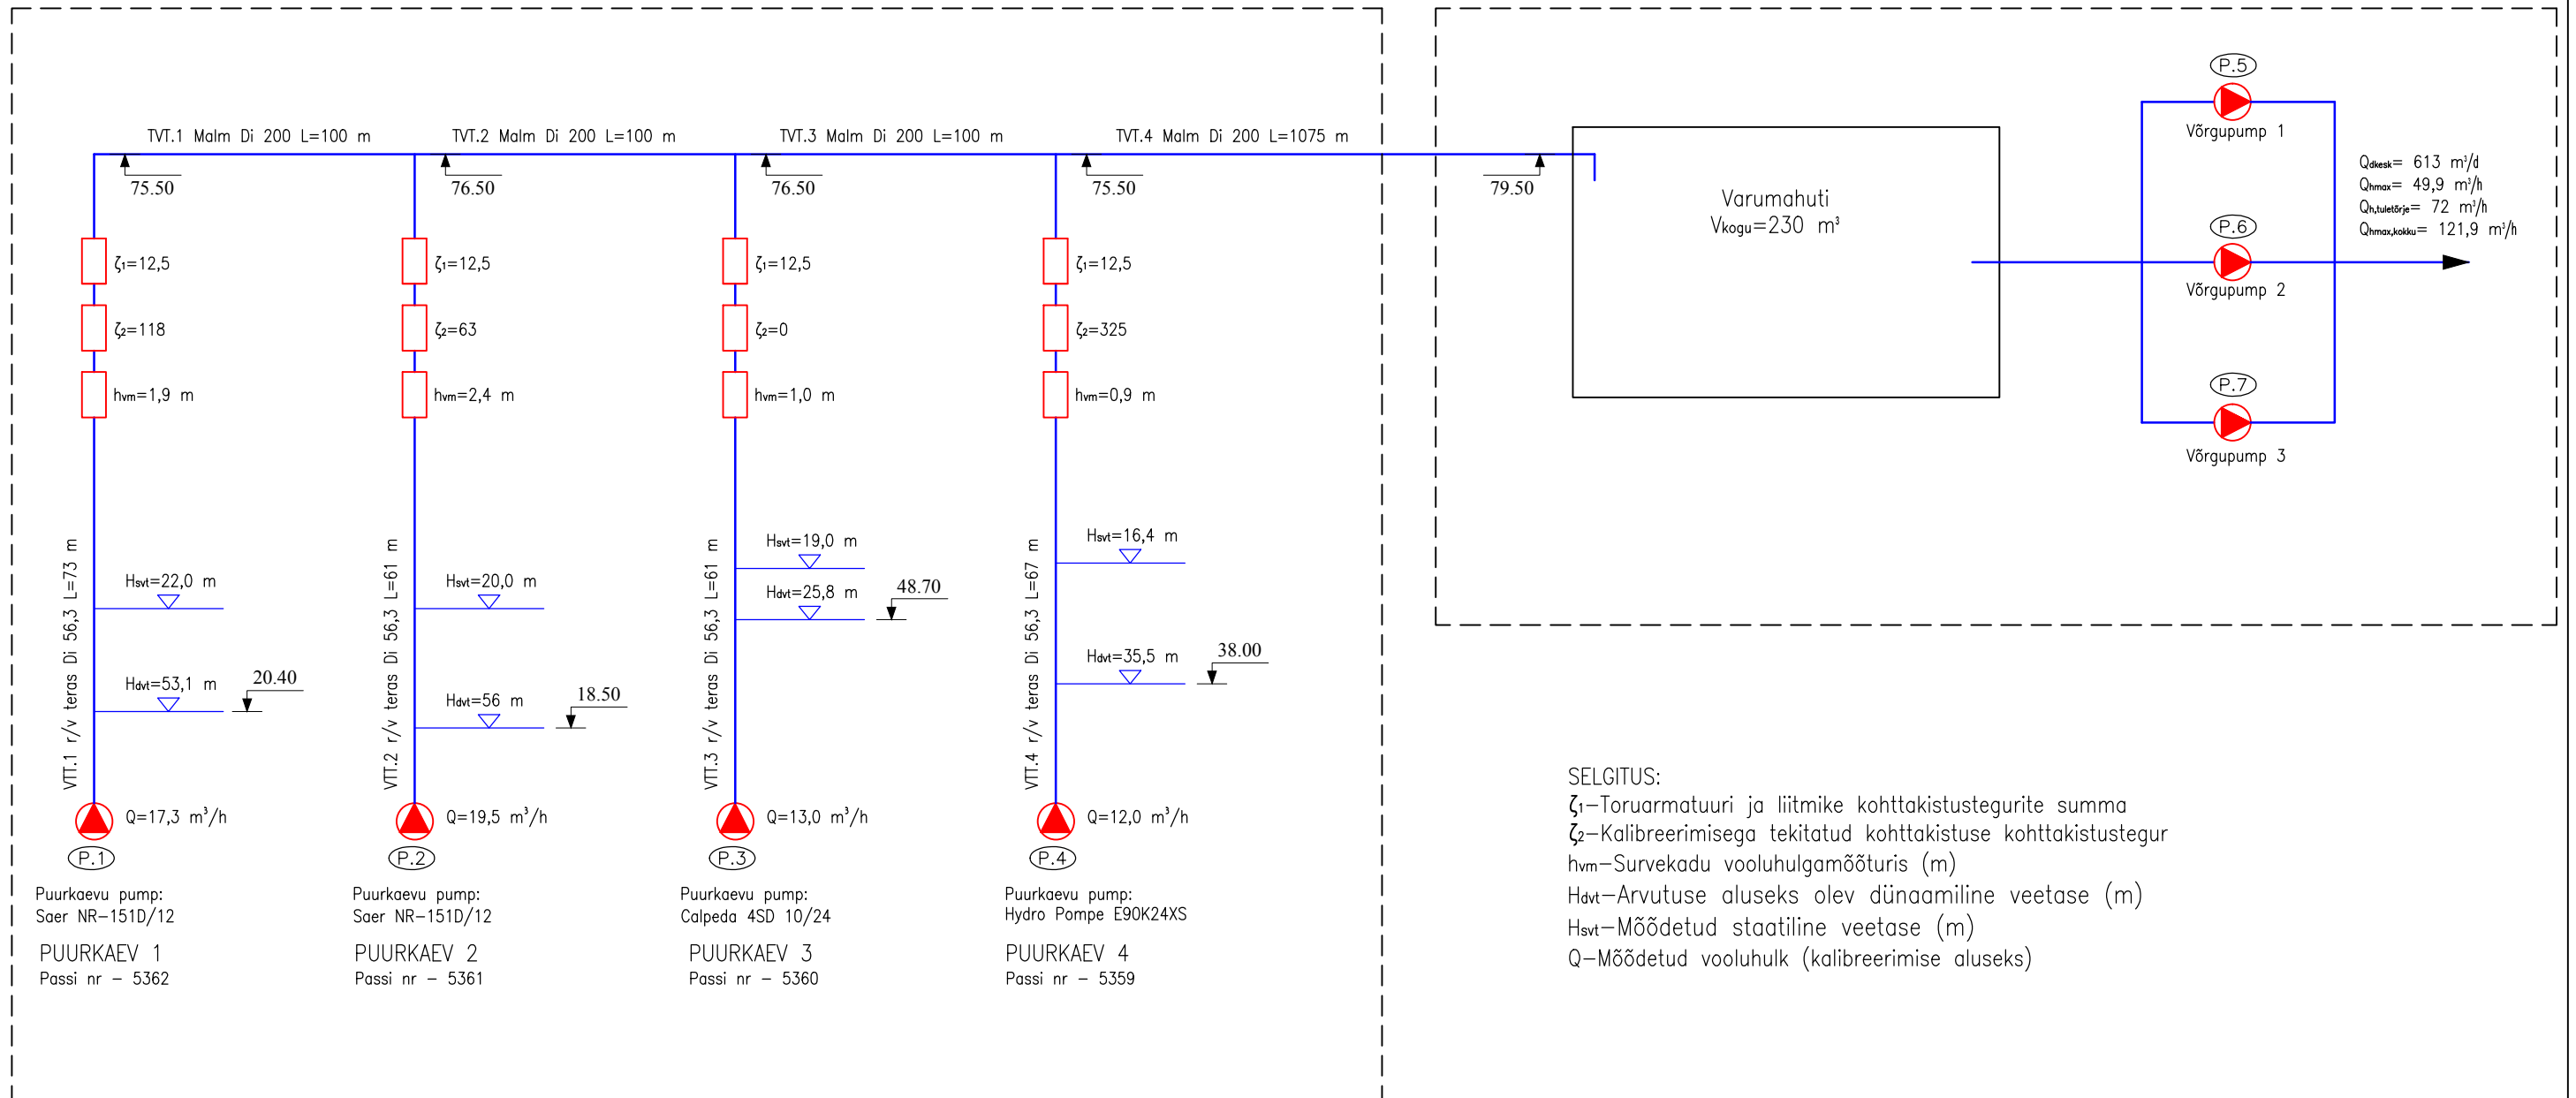 TVT.1 Malm Di 200 L=100 m
TVT.2 Malm Di 200 L=100 m
TVT.3 Malm Di 200 L=100 m
TVT.4 Malm Di 200 L=1075 m
75.50
76.50
76.50
75.50
79.50
ζ1=12,5
ζ1=12,5
ζ1=12,5
ζ1=12,5
ζ2=118
ζ2=63
ζ2=0
ζ2=325
hvm=1,9 m
hvm=2,4 m
hvm=1,0 m
hvm=0,9 m
VTT.1 r/v teras Di 56,3 L=73 m
Hsvt=22,0 m
Hdvt=53,1 m
20.40
VTT.2 r/v teras Di 56,3 L=61 m
Hsvt=20,0 m
Hdvt=56 m
18.50
VTT.3 r/v teras Di 56,3 L=61 m
Hsvt=19,0 m
Hdvt=25,8 m
48.70
VTT.4 r/v teras Di 56,3 L=67 m
Hsvt=16,4 m
Hdvt=35,5 m
38.00
Q=17,3 m³/h
Q=19,5 m³/h
Q=13,0 m³/h
Q=12,0 m³/h
P.1
P.2
P.3
P.4
Puurkaevu pump:
Saer NR-151D/12
PUURKAEV 1
Passi nr - 5362
Puurkaevu pump:
Saer NR-151D/12
PUURKAEV 2
Passi nr - 5361
Puurkaevu pump:
Calpeda 4SD 10/24
PUURKAEV 3
Passi nr - 5360
Puurkaevu pump:
Hydro Pompe E90K24XS
PUURKAEV 4
Passi nr - 5359
Varumahuti
Vkogu=230 m³
P.5
Võrgupump 1
P.6
Võrgupump 2
P.7
Võrgupump 3
Qdkesk= 613 m³/d
Qhmax= 49,9 m³/h
Qh,tuletõrje= 72 m³/h
Qhmax,kokku= 121,9 m³/h
SELGITUS:
ζ1-Toruarmatuuri ja liitmike kohttakistustegurite summa
ζ2-Kalibreerimisega tekitatud kohttakistuse kohttakistustegur
hvm-Survekadu vooluhulgamõõturis (m)
Hdvt-Arvutuse aluseks olev dünaamiline veetase (m)
Hsvt-Mõõdetud staatiline veetase (m)
Q-Mõõdetud vooluhulk (kalibreerimise aluseks)